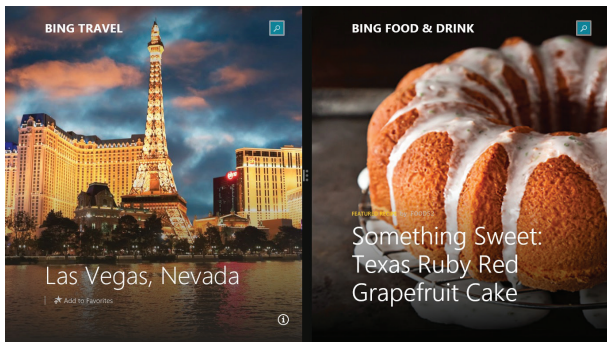 BING TRAVEL
Las Vegas, Nevada
Add to Favorites
BING FOOD & DRINK
Something Sweet:
Texas Ruby Red
Grapefruit Cake